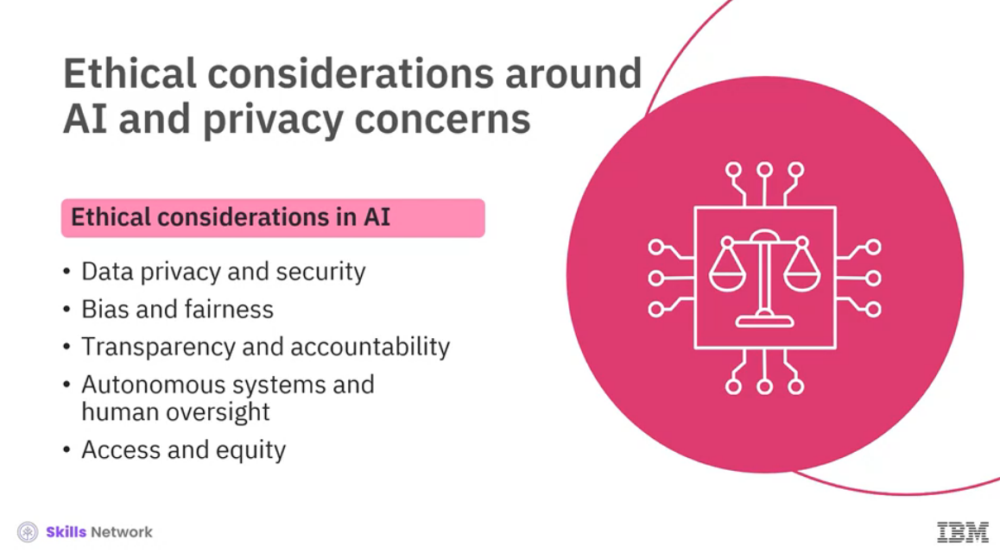 Ethical considerations around
AI and privacy concerns
Ethical considerations in AI
• Data privacy and security
• Bias and fairness
• Transparency and accountability
• Autonomous systems and
human oversight
• Access and equity
Skills Network
IBM